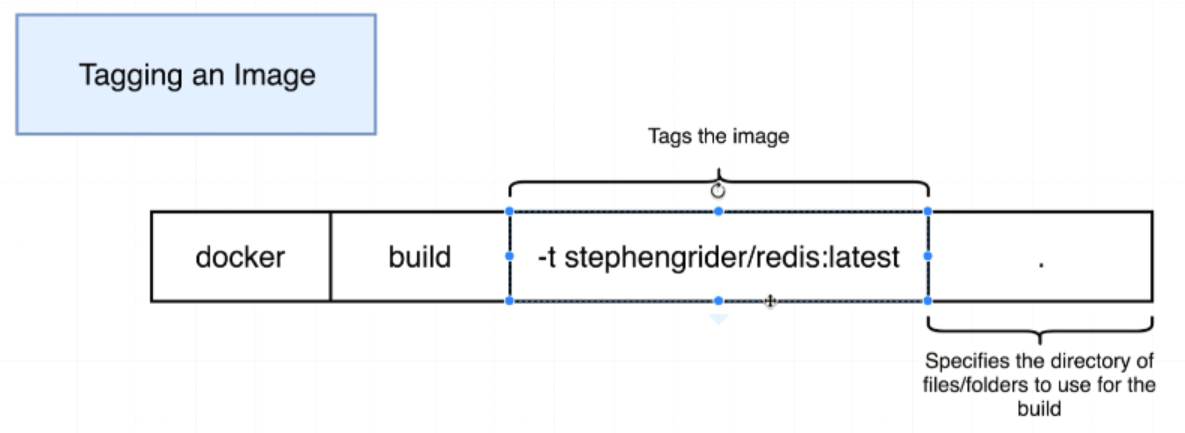 Tagging an Image
Tags the image
docker build -t stephengrider/redis:latest .
Specifies the directory of
files/folders to use for the
build